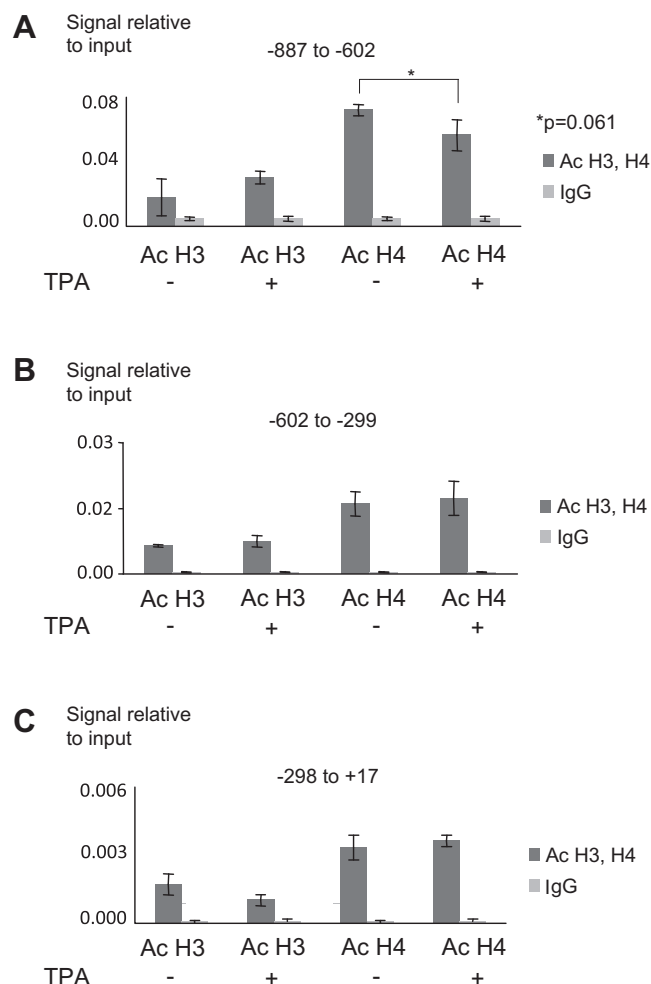 A
Signal relative
to input
-887 to -602
*
0.08
*p=0.061
0.04
Ac H3, H4
IgG
0.00
Ac H3 Ac H3 Ac H4 Ac H4
TPA - + - +
B
Signal relative
to input
-602 to -299
0.03
0.02
Ac H3, H4
IgG
0.00
Ac H3 Ac H3 Ac H4 Ac H4
TPA - + - +
C
Signal relative
to input
-298 to +17
0.006
0.003
Ac H3, H4
IgG
0.000
Ac H3 Ac H3 Ac H4 Ac H4
TPA - + - +